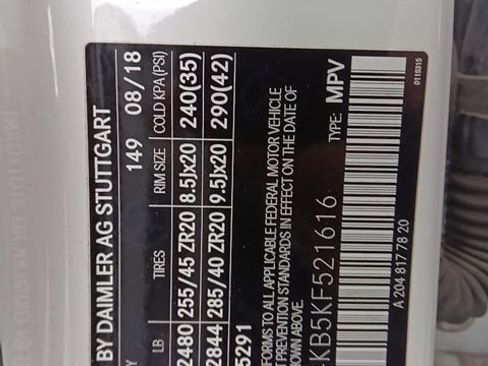 BY DAIMLER AG STUTTGART
149 08/18
LB TIRES RIM SIZE COLD KPA (PSI)
2480 255/45 ZR20 8.5Jx20 240(35)
2844 285/40 ZR20 9.5Jx20 290(42)
5291
FORMS TO ALL APPLICABLE FEDERAL MOTOR VEHICLE
PREVENTION STANDARDS IN EFFECT ON THE DATE OF
OWN ABOVE.
KB5KF521616 TYPE: MPV
A 204 817 78 20
0115315